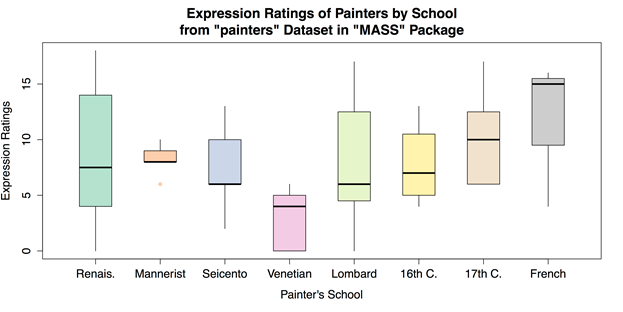 Expression Ratings of Painters by School
from "painters" Dataset in "MASS" Package
Expression Ratings
15
10
5
0
Renais. Mannerist Seicento Venetian Lombard 16th C. 17th C. French
Painter's School